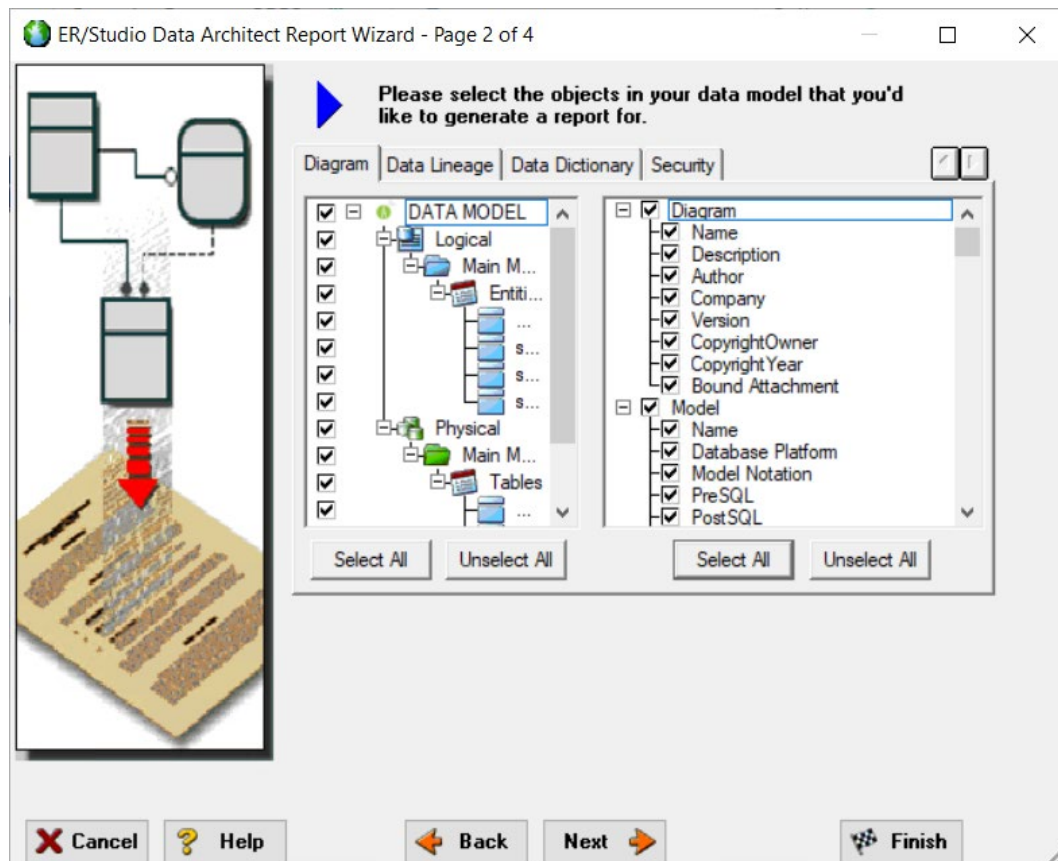 ER/Studio Data Architect Report Wizard - Page 2 of 4
Please select the objects in your data model that you'd
like to generate a report for.
Diagram
Data Lineage
Data Dictionary
Security
DATA MODEL
Logical
Main M...
Entiti...
...
s...
s...
s...
Physical
Main M...
Tables
...
Select All
Unselect All
Diagram
Name
Description
Author
Company
Version
CopyrightOwner
CopyrightYear
Bound Attachment
Model
Name
Database Platform
Model Notation
PreSQL
PostSQL
Select All
Unselect All
Cancel
? Help
Back
Next
Finish